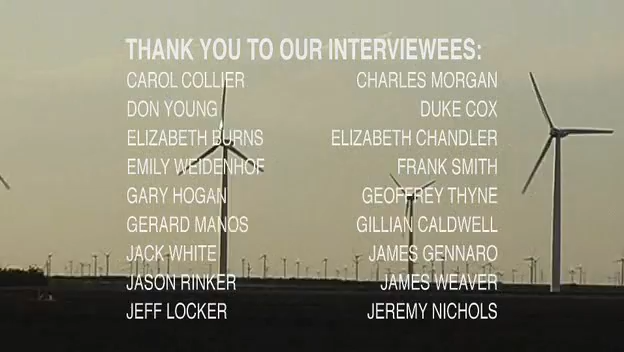 THANK YOU TO OUR INTERVIEWEES:
CAROL COLLIER CHARLES MORGAN
DON YOUNG DUKE COX
ELIZABETH BURNS ELIZABETH CHANDLER
EMILY WEIDENHOF FRANK SMITH
GARY HOGAN GEOFFREY THYNE
GERARD MANOS GILLIAN CALDWELL
JACK WHITE JAMES GENNARO
JASON RINKER JAMES WEAVER
JEFF LOCKER JEREMY NICHOLS